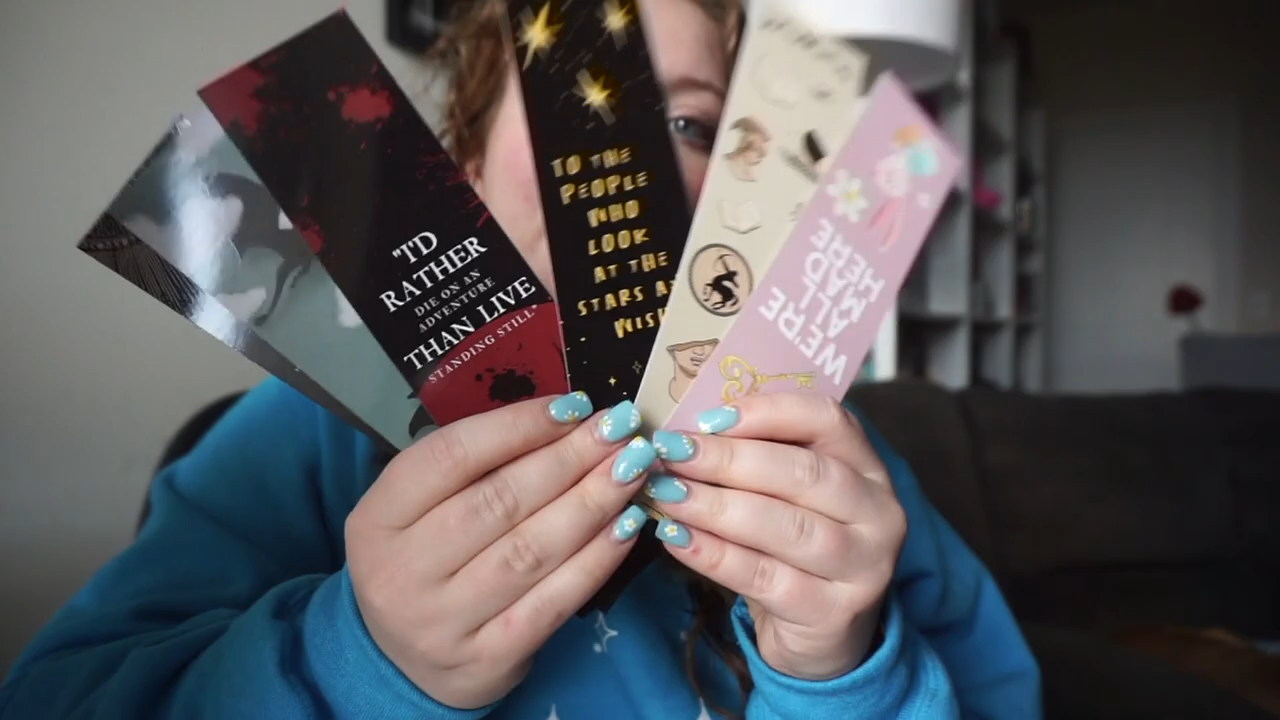 "I'D
RATHER
DIE ON AN
ADVENTURE
THAN LIVE
STANDING STILL"
TO THE
PEOPLE
WHO
LOOK
AT THE
STARS
WISH
WE'RE
ALL
MAD
HERE